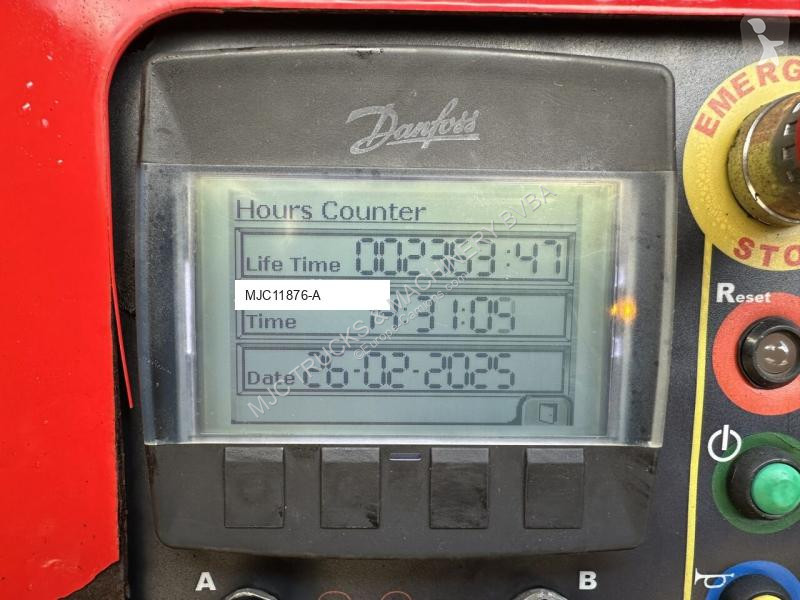 Danfoss
Hours Counter
Life Time 002363:47
MJC11876-A
Time :31:09
Date 26-02-2025
MJC TRUCKS & MACHINERY BVBA
EMERG
STO
Reset
A
B